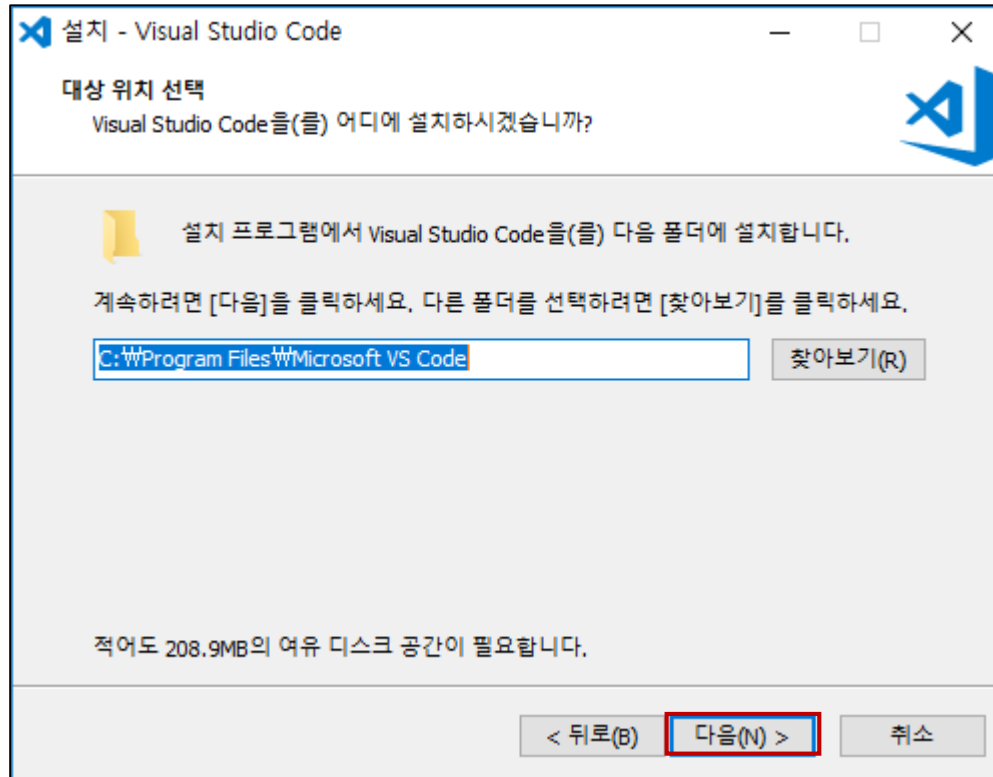 설치 - Visual Studio Code
대상 위치 선택
Visual Studio Code을(를) 어디에 설치하시겠습니까?
설치 프로그램에서 Visual Studio Code을(를) 다음 폴더에 설치합니다.
계속하려면 [다음]을 클릭하세요. 다른 폴더를 선택하려면 [찾아보기]를 클릭하세요.
C:₩Program Files₩Microsoft VS Code
찾아보기(R)
적어도 208.9MB의 여유 디스크 공간이 필요합니다.
< 뒤로(B) 다음(N) > 취소